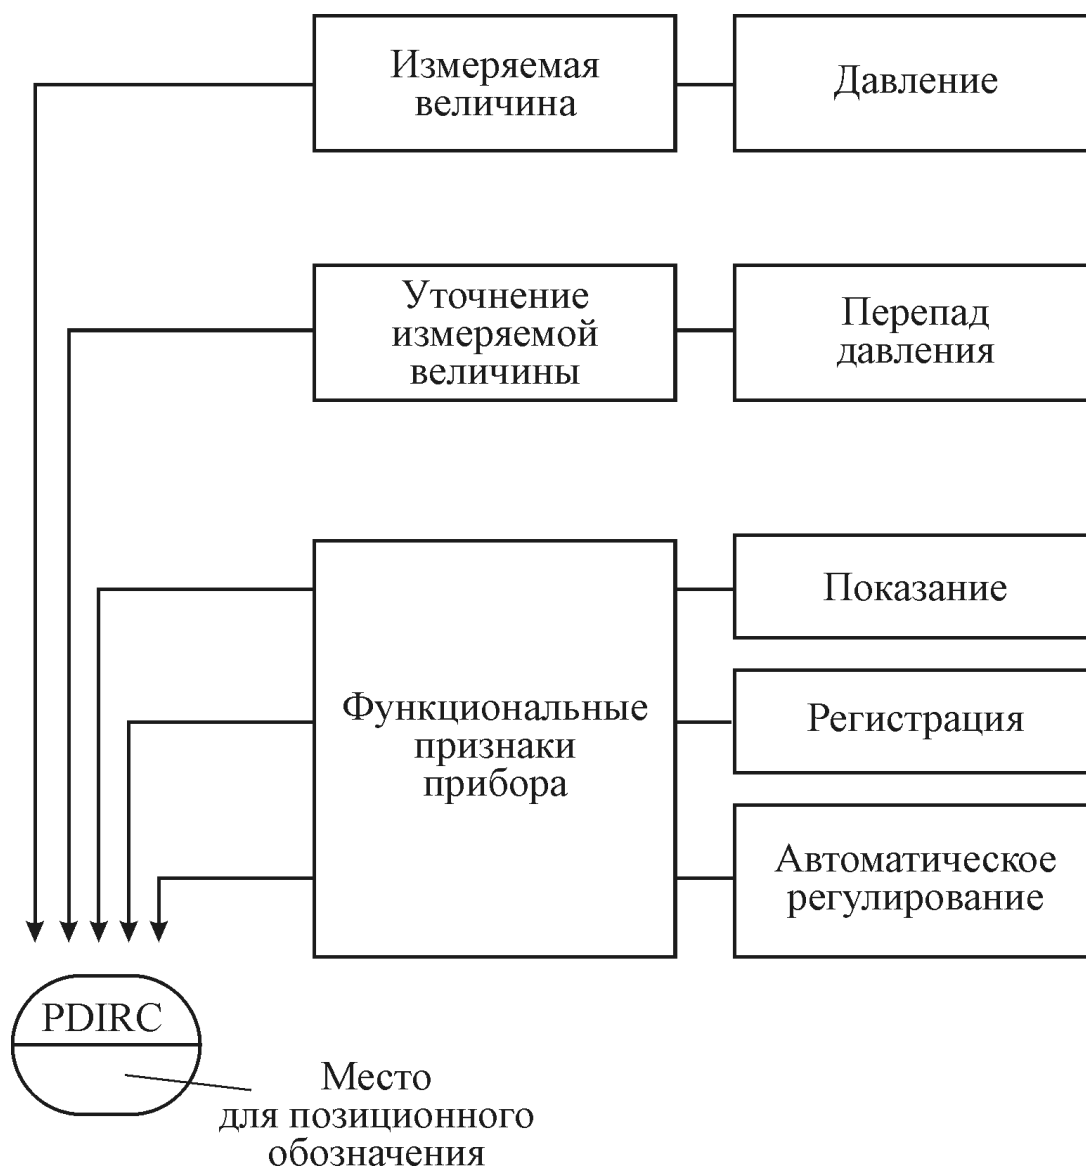 Измеряемая
величина
Давление
Уточнение
измеряемой
величины
Перепад
давления
Функциональные
признаки
прибора
Показание
Регистрация
Автоматическое
регулирование
PDIRC
Место
для позиционного
обозначения